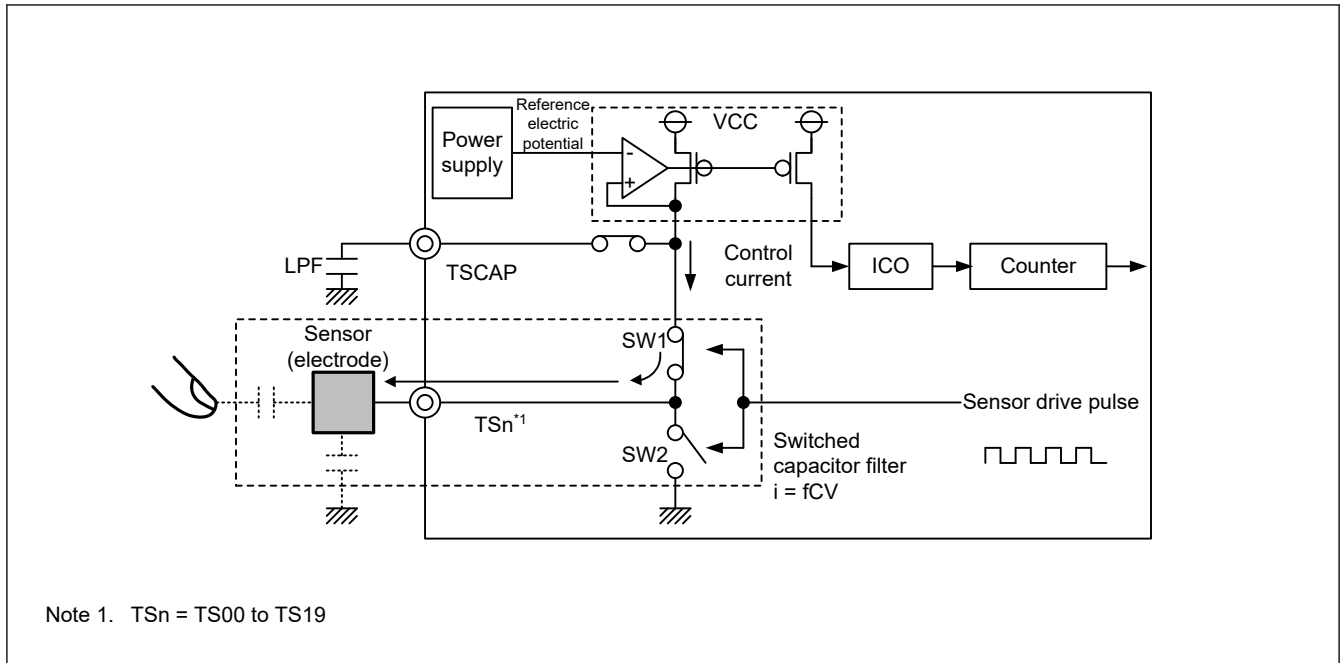 Reference
electric
potential
Power
supply
VCC
-
+
LPF
TSCAP
Control
current
ICO
Counter
Sensor
(electrode)
SW1
TSn*1
SW2
Sensor drive pulse
Switched
capacitor filter
i = fCV
Note 1. TSn = TS00 to TS19